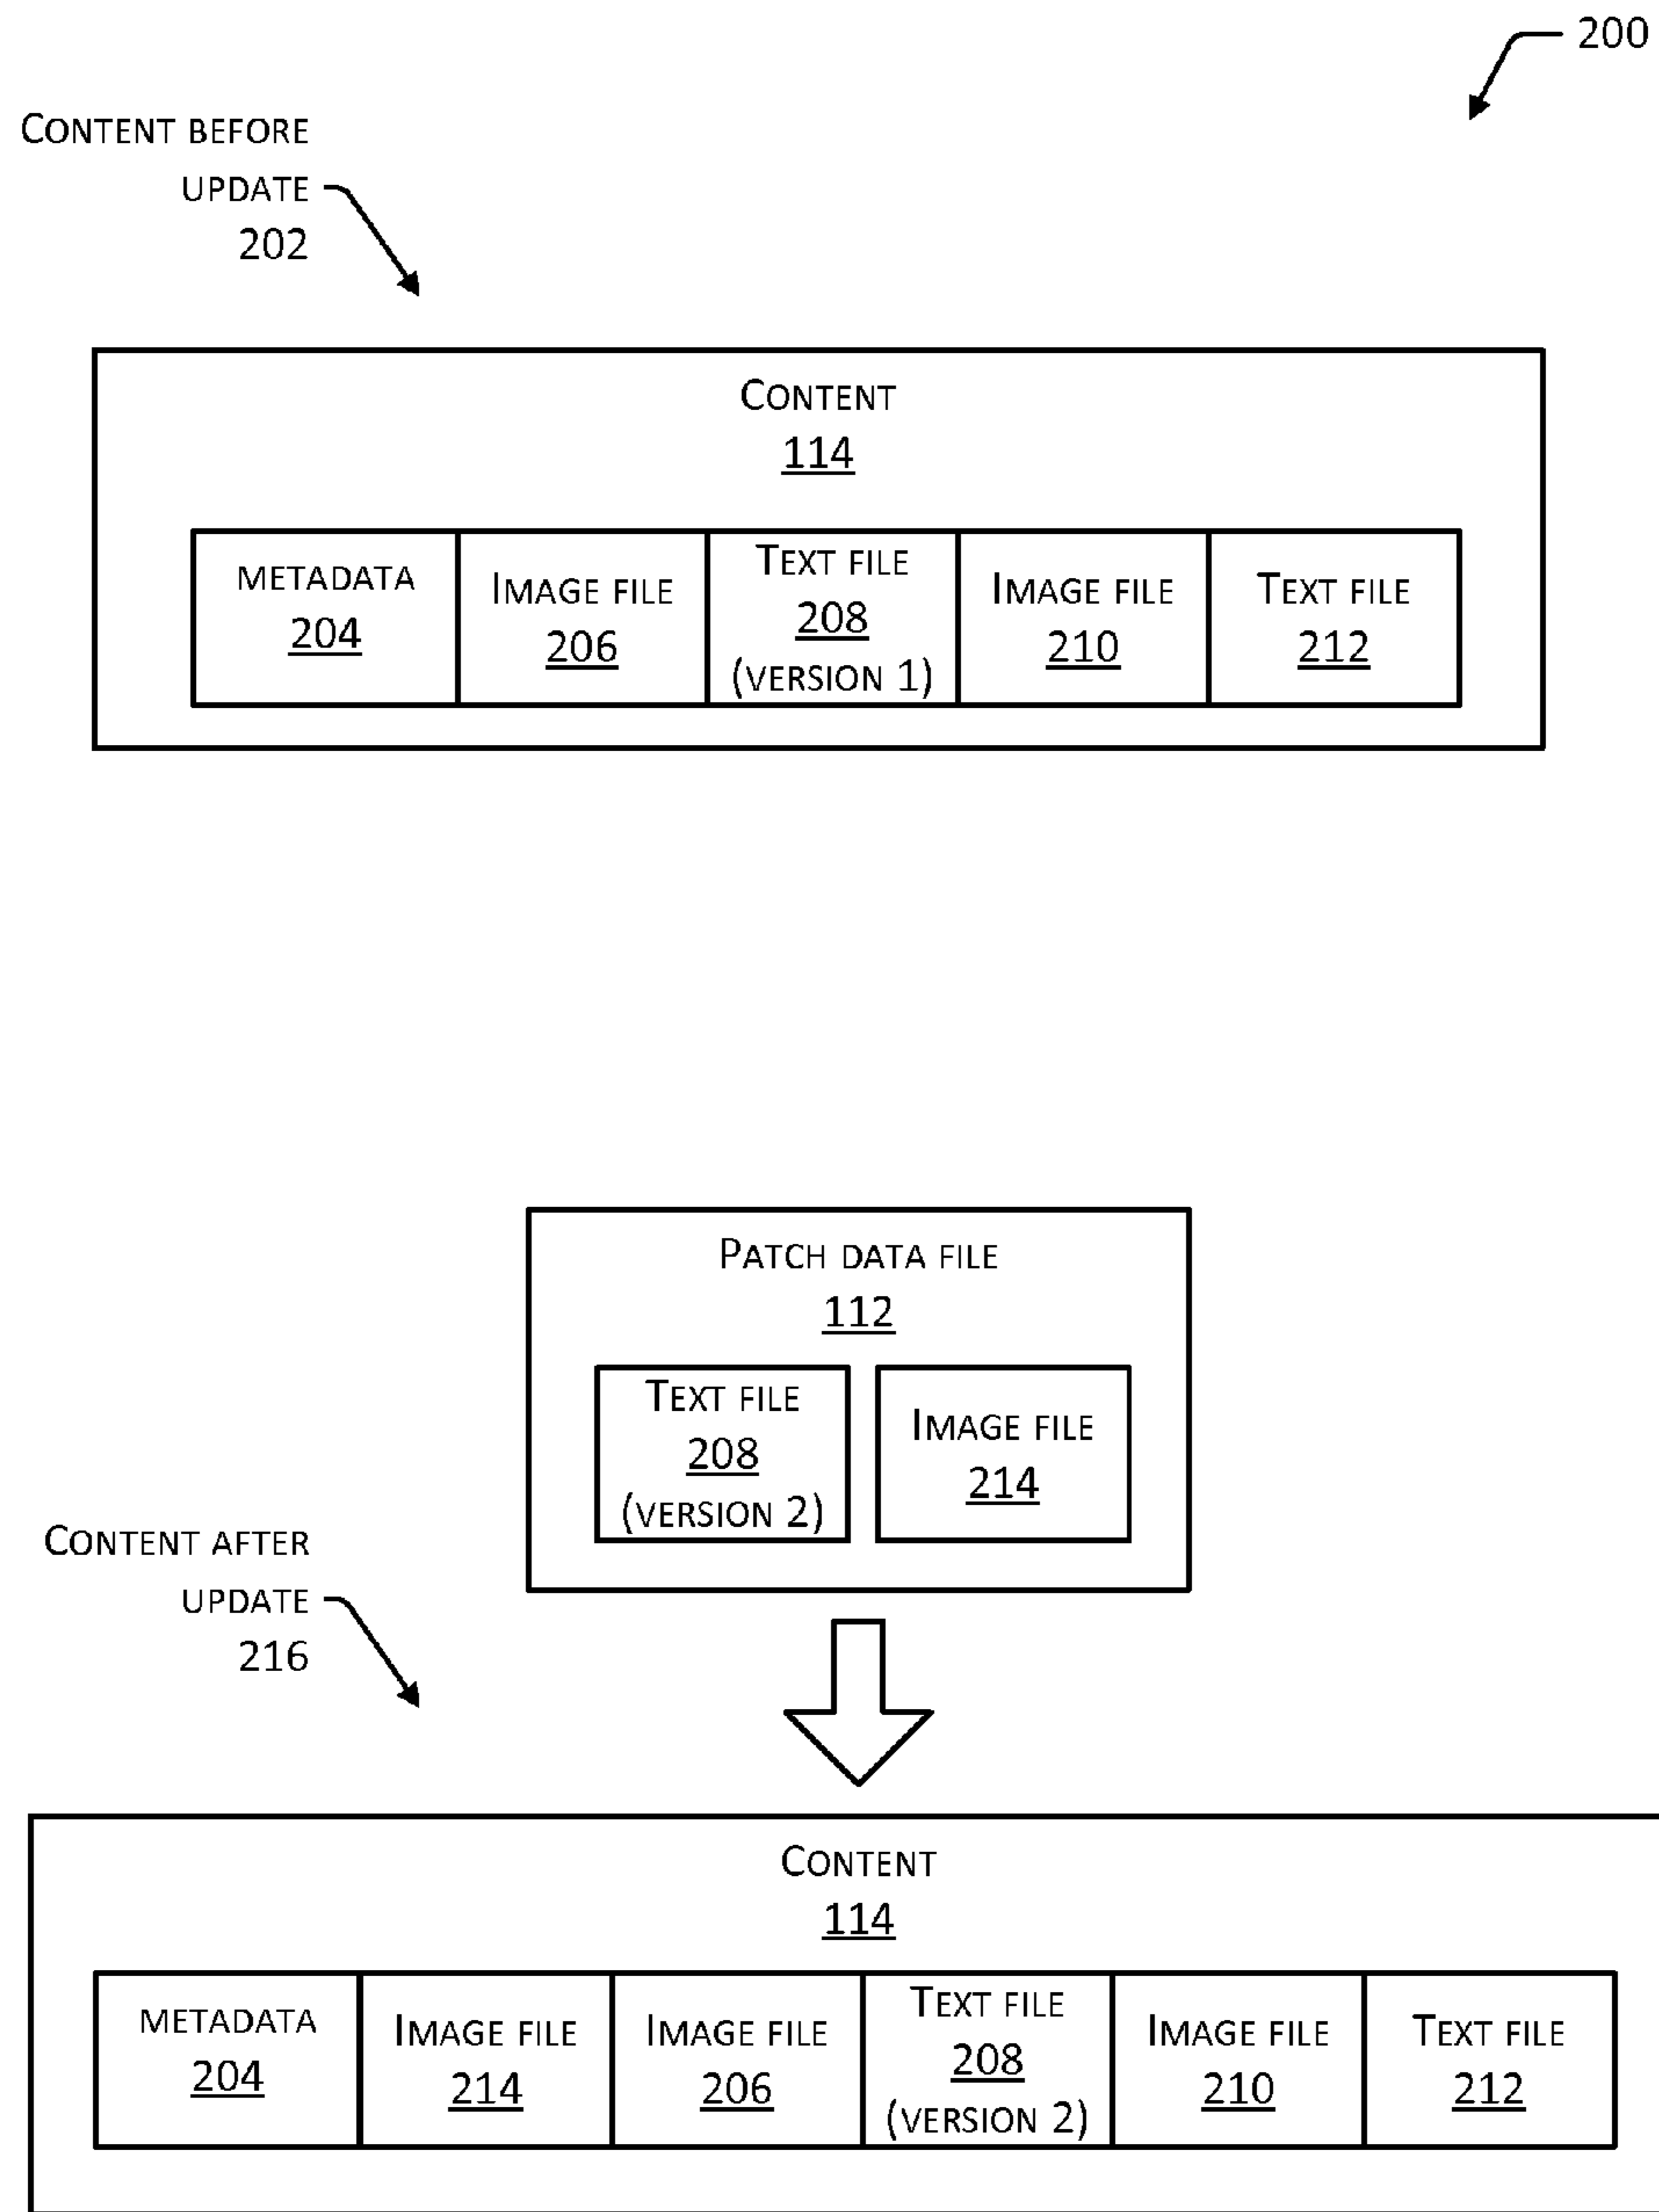 200
Content before
update
202
Content
114
metadata
204
Image file
206
Text file
208
(version 1)
Image file
210
Text file
212
Patch data file
112
Text file
208
(version 2)
Image file
214
Content after
update
216
Content
114
metadata
204
Image file
214
Image file
206
Text file
208
(version 2)
Image file
210
Text file
212